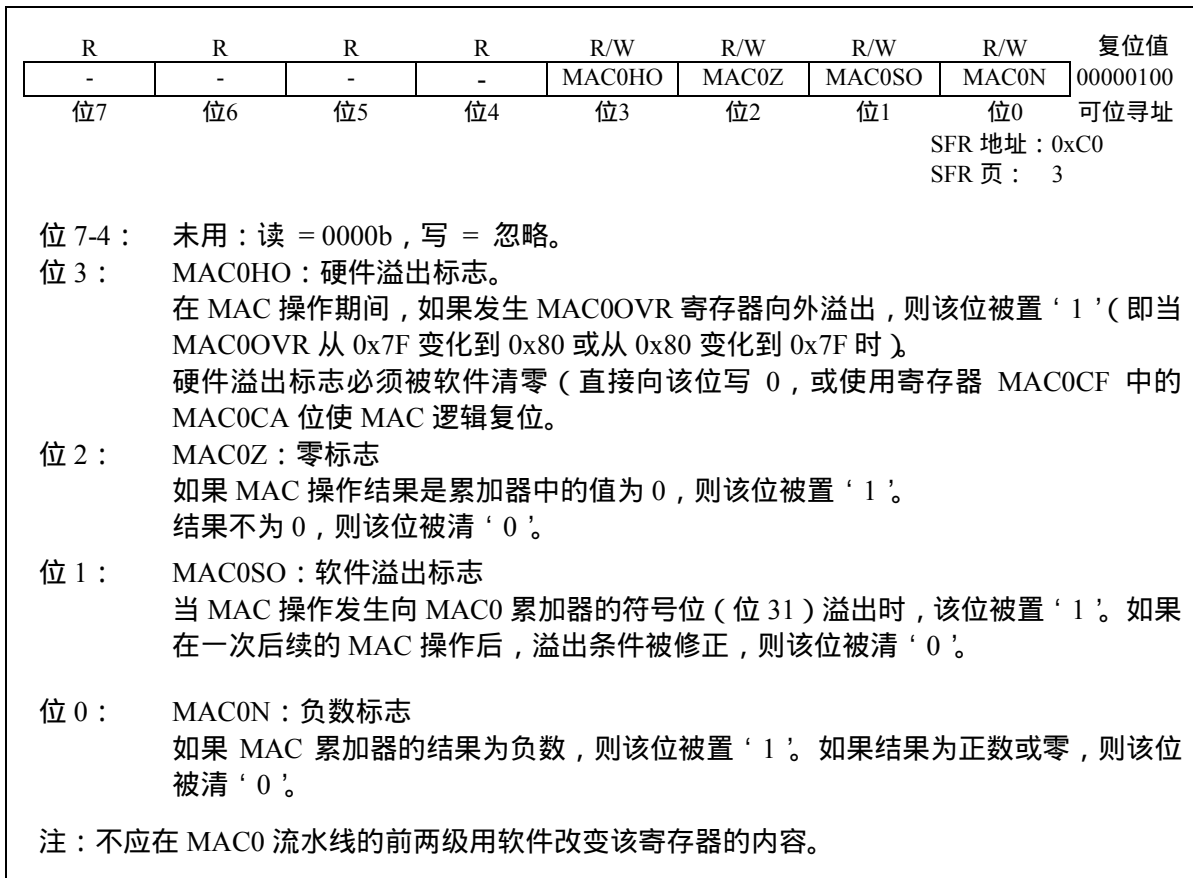 R R R R R/W R/W R/W R/W 复位值
- - - - MAC0HO MAC0Z MAC0SO MAC0N 00000100
位7 位6 位5 位4 位3 位2 位1 位0 可位寻址
SFR 地址：0xC0
SFR 页： 3
位 7-4： 未用：读 = 0000b，写 = 忽略。
位 3： MAC0HO：硬件溢出标志。
在 MAC 操作期间，如果发生 MAC0OVR 寄存器向外溢出，则该位被置‘1’（即当
MAC0OVR 从 0x7F 变化到 0x80 或从 0x80 变化到 0x7F 时）。
硬件溢出标志必须被软件清零（直接向该位写 0，或使用寄存器 MAC0CF 中的
MAC0CA 位使 MAC 逻辑复位。
位 2： MAC0Z：零标志
如果 MAC 操作结果是累加器中的值为 0，则该位被置‘1’。
结果不为 0，则该位被清‘0’。
位 1： MAC0SO：软件溢出标志
当 MAC 操作发生向 MAC0 累加器的符号位（位 31）溢出时，该位被置‘1’。如果
在一次后续的 MAC 操作后，溢出条件被修正，则该位被清‘0’。
位 0： MAC0N：负数标志
如果 MAC 累加器的结果为负数，则该位被置‘1’。如果结果为正数或零，则该位
被清‘0’。
注：不应在 MAC0 流水线的前两级用软件改变该寄存器的内容。